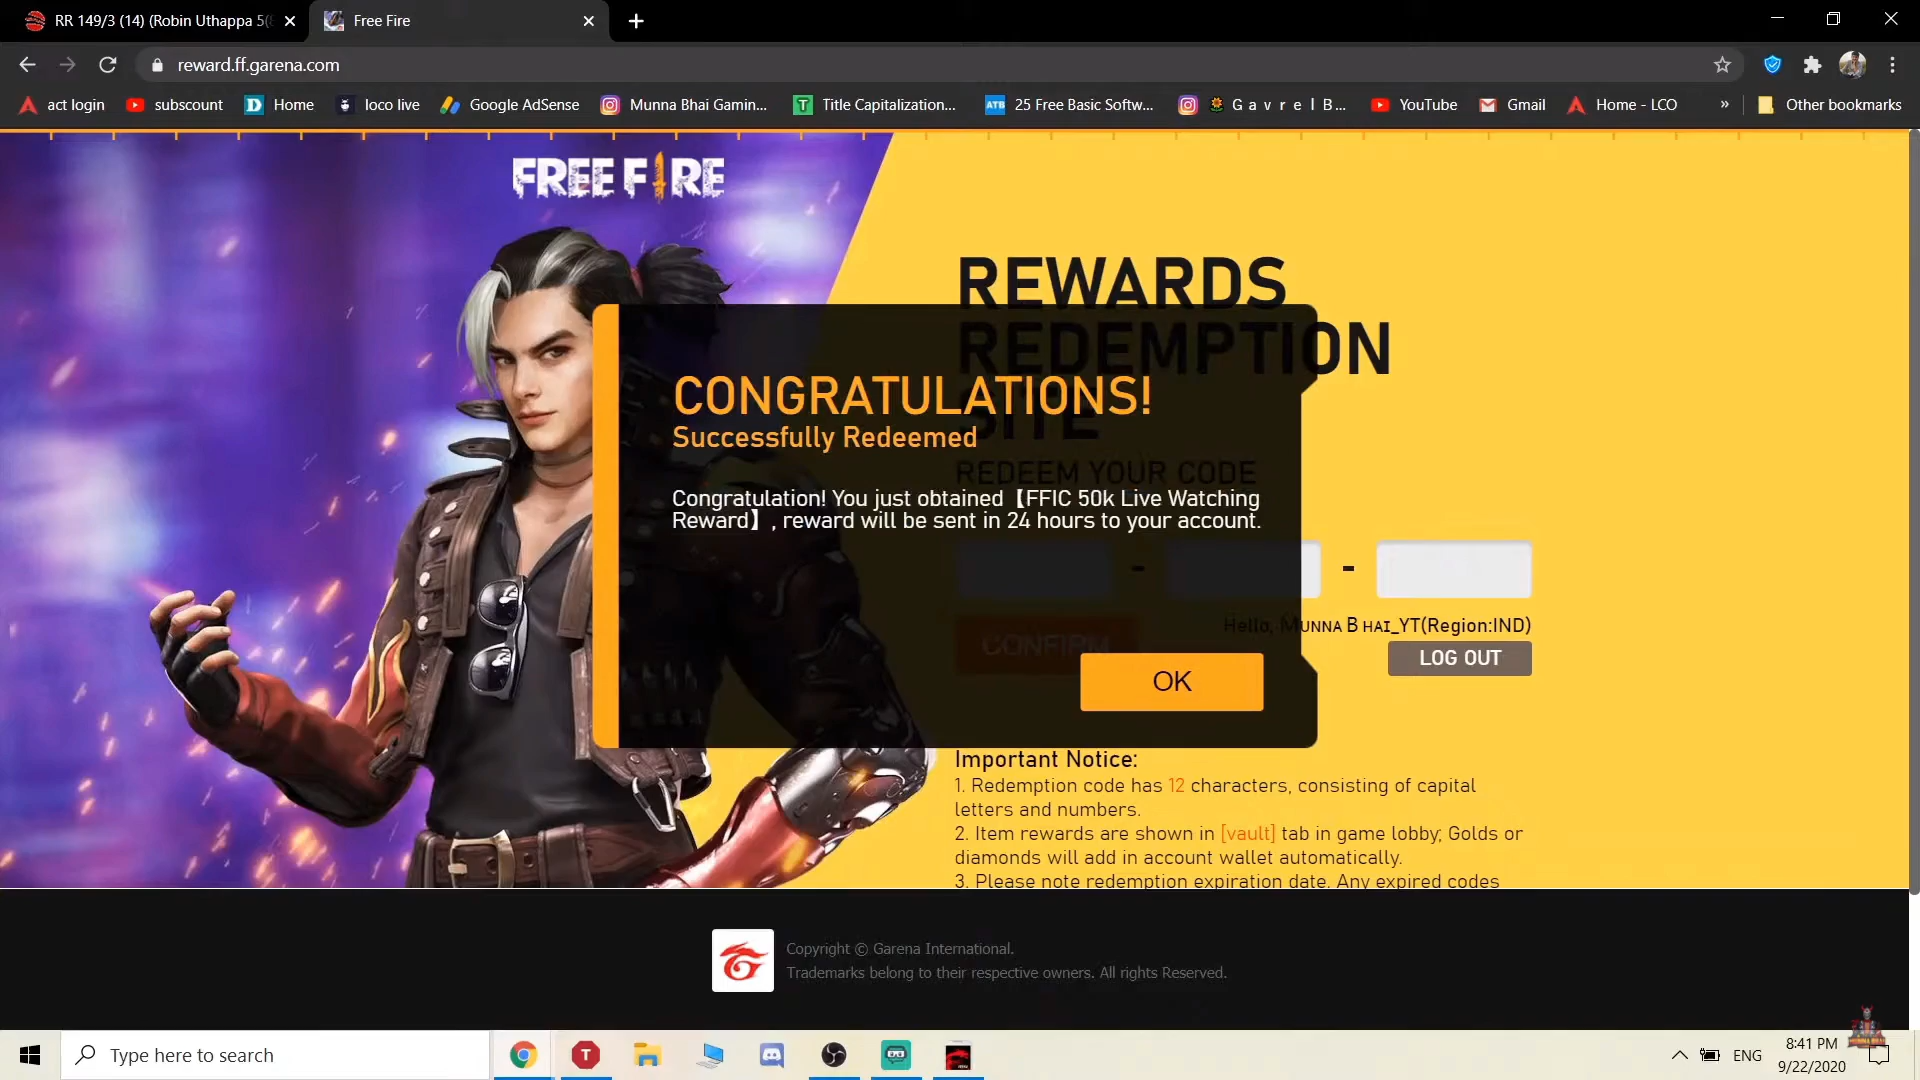 RR 149/3 (14) (Robin Uthappa 5(
Free Fire
reward.ff.garena.com
act login
subscount
Home
loco live
Google AdSense
Munna Bhai Gamin...
Title Capitalization...
25 Free Basic Softw...
G a v r e l B...
YouTube
Gmail
Home - LCO
»
Other bookmarks
FREE FIRE
REWARDS
REDEMPTION
SITE
REDEEM YOUR CODE
CONGRATULATIONS!
Successfully Redeemed
Congratulation! You just obtained【FFIC 50k Live Watching
Reward】, reward will be sent in 24 hours to your account.
- -
Hello, Munna B hai_YT(Region:IND)
CONFIRM
LOG OUT
OK
Important Notice:
1. Redemption code has 12 characters, consisting of capital
letters and numbers.
2. Item rewards are shown in [vault] tab in game lobby; Golds or
diamonds will add in account wallet automatically.
3. Please note redemption expiration date. Any expired codes
Copyright © Garena International.
Trademarks belong to their respective owners. All rights Reserved.
Type here to search
ENG
8:41 PM
9/22/2020